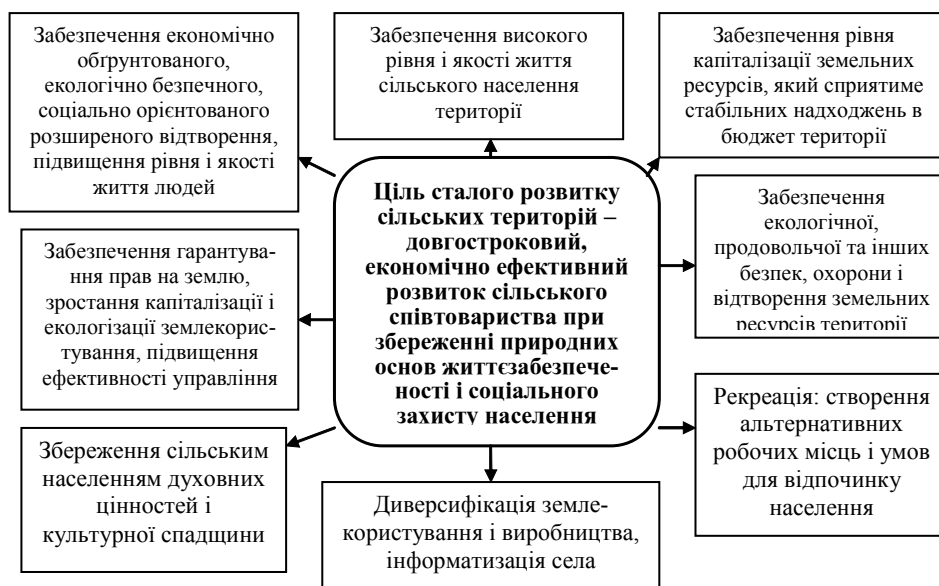 Забезпечення економічно
обґрунтованого,
екологічно безпечного,
соціально орієнтованого
розширеного відтворення,
підвищення рівня і якості
життя людей
Забезпечення високого
рівня і якості життя
сільського населення
території
Забезпечення рівня
капіталізації земельних
ресурсів, який сприятиме
стабільних надходжень в
бюджет території
Ціль сталого розвитку
сільських територій –
довгостроковий,
економічно ефективний
розвиток сільського
співтовариства при
збереженні природних
основ життєзабезпече-
ності і соціального
захисту населення
Забезпечення гарантува-
ння прав на землю,
зростання капіталізації і
екологізації землекорис-
тування, підвищення
ефективності управління
Забезпечення
екологічної,
продовольчої та інших
безпек, охорони і
відтворення земельних
ресурсів території
Збереження сільським
населенням духовних
цінностей і
культурної спадщини
Диверсифікація земле-
користування і виробництва,
інформатизація села
Рекреація: створення
альтернативних
робочих місць і умов
для відпочинку
населення